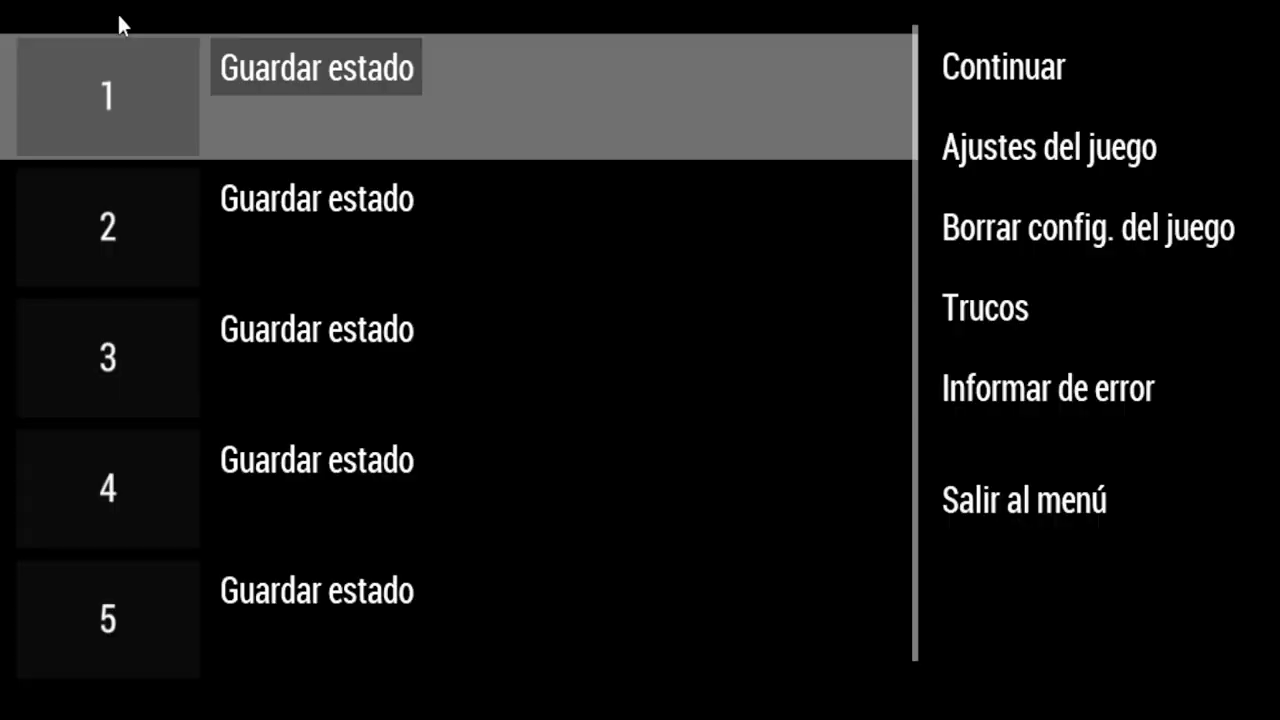 1
Guardar estado
2
Guardar estado
3
Guardar estado
4
Guardar estado
5
Guardar estado
Continuar
Ajustes del juego
Borrar config. del juego
Trucos
Informar de error
Salir al menú